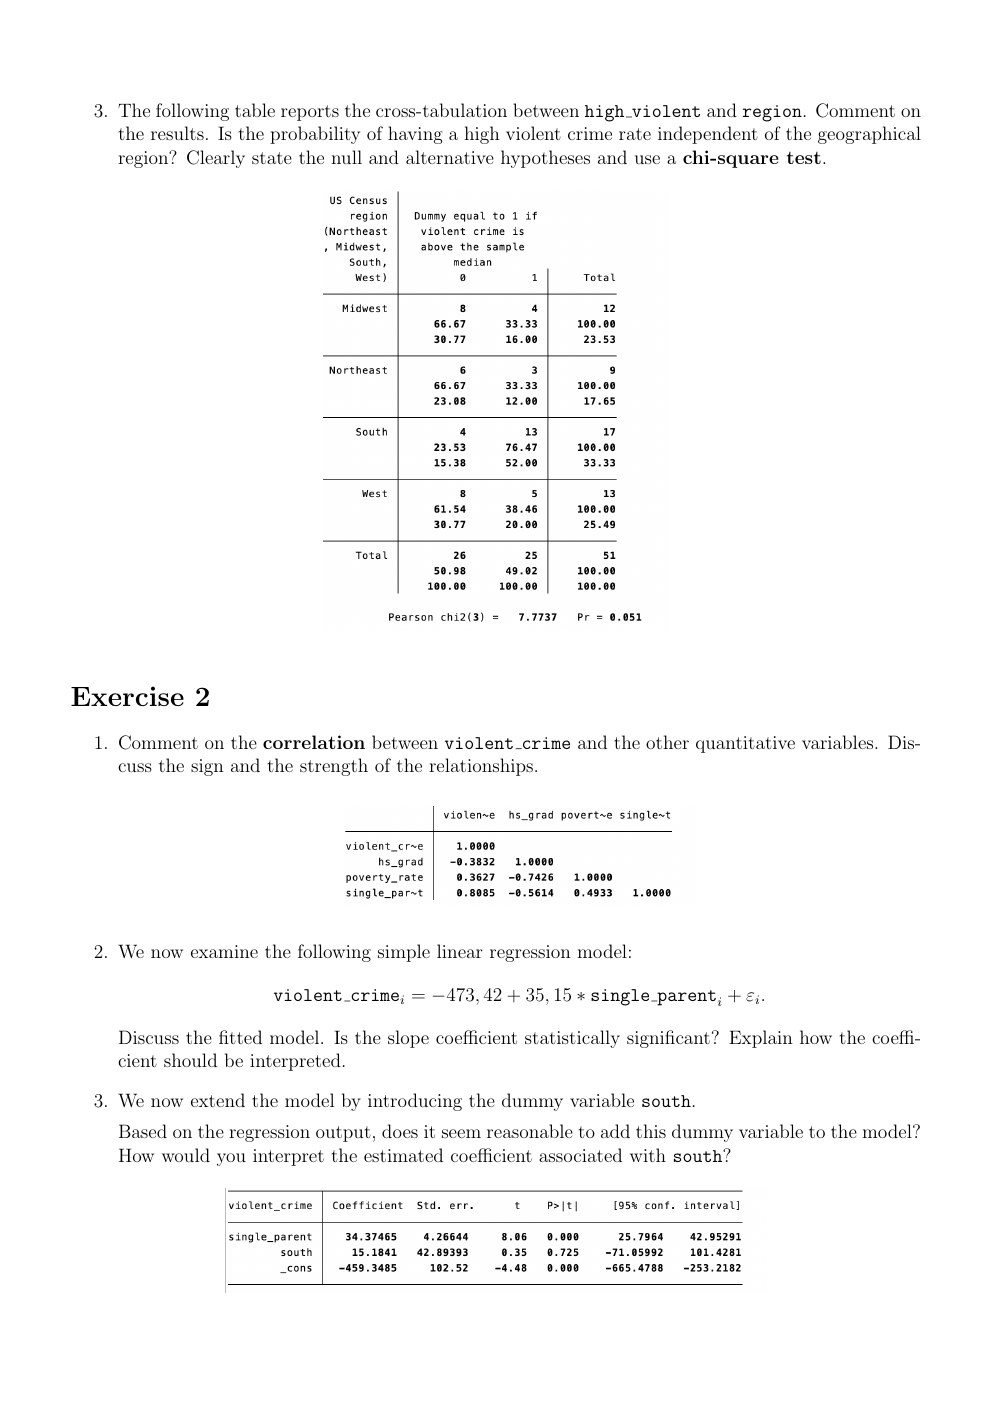 3. The following table reports the cross-tabulation between high_violent and region. Comment on
the results. Is the probability of having a high violent crime rate independent of the geographical
region? Clearly state the null and alternative hypotheses and use a chi-square test.
US Census
region Dummy equal to 1 if
(Northeast violent crime is
, Midwest, above the sample
South, median
West) 0 1 Total
Midwest 8 4 12
66.67 33.33 100.00
30.77 16.00 23.53
Northeast 6 3 9
66.67 33.33 100.00
23.08 12.00 17.65
South 4 13 17
23.53 76.47 100.00
15.38 52.00 33.33
West 8 5 13
61.54 38.46 100.00
30.77 20.00 25.49
Total 26 25 51
50.98 49.02 100.00
100.00 100.00 100.00
Pearson chi2(3) = 7.7737 Pr = 0.051
Exercise 2
1. Comment on the correlation between violent_crime and the other quantitative variables. Dis-
cuss the sign and the strength of the relationships.
violen~e hs_grad povert~e single~t
violent_cr~e 1.0000
hs_grad -0.3832 1.0000
poverty_rate 0.3627 -0.7426 1.0000
single_par~t 0.8085 -0.5614 0.4933 1.0000
2. We now examine the following simple linear regression model:
violent_crimeᵢ = −473, 42 + 35, 15 ∗ single_parentᵢ + εᵢ.
Discuss the fitted model. Is the slope coefficient statistically significant? Explain how the coeffi-
cient should be interpreted.
3. We now extend the model by introducing the dummy variable south.
Based on the regression output, does it seem reasonable to add this dummy variable to the model?
How would you interpret the estimated coefficient associated with south?
violent_crime Coefficient Std. err. t P>|t| [95% conf. interval]
single_parent 34.37465 4.26644 8.06 0.000 25.7964 42.95291
south 15.1841 42.89393 0.35 0.725 -71.05992 101.4281
_cons -459.3485 102.52 -4.48 0.000 -665.4788 -253.2182